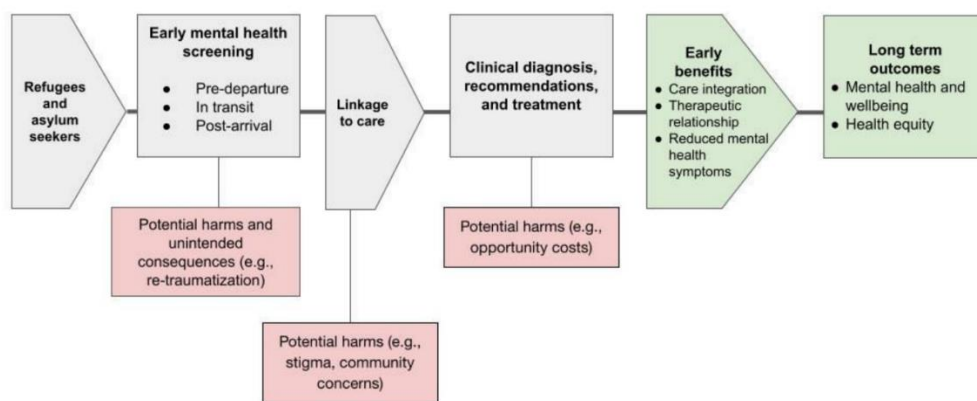 Refugees and
asylum
seekers
Early mental health
screening
● Pre-departure
● In transit
● Post-arrival
Linkage
to care
Clinical diagnosis,
recommendations,
and treatment
Early
benefits
● Care integration
● Therapeutic
relationship
● Reduced mental
health
symptoms
Long term
outcomes
● Mental health and
wellbeing
● Health equity
Potential harms and
unintended
consequences (e.g.,
re-traumatization)
Potential harms (e.g.,
stigma, community
concerns)
Potential harms (e.g.,
opportunity costs)